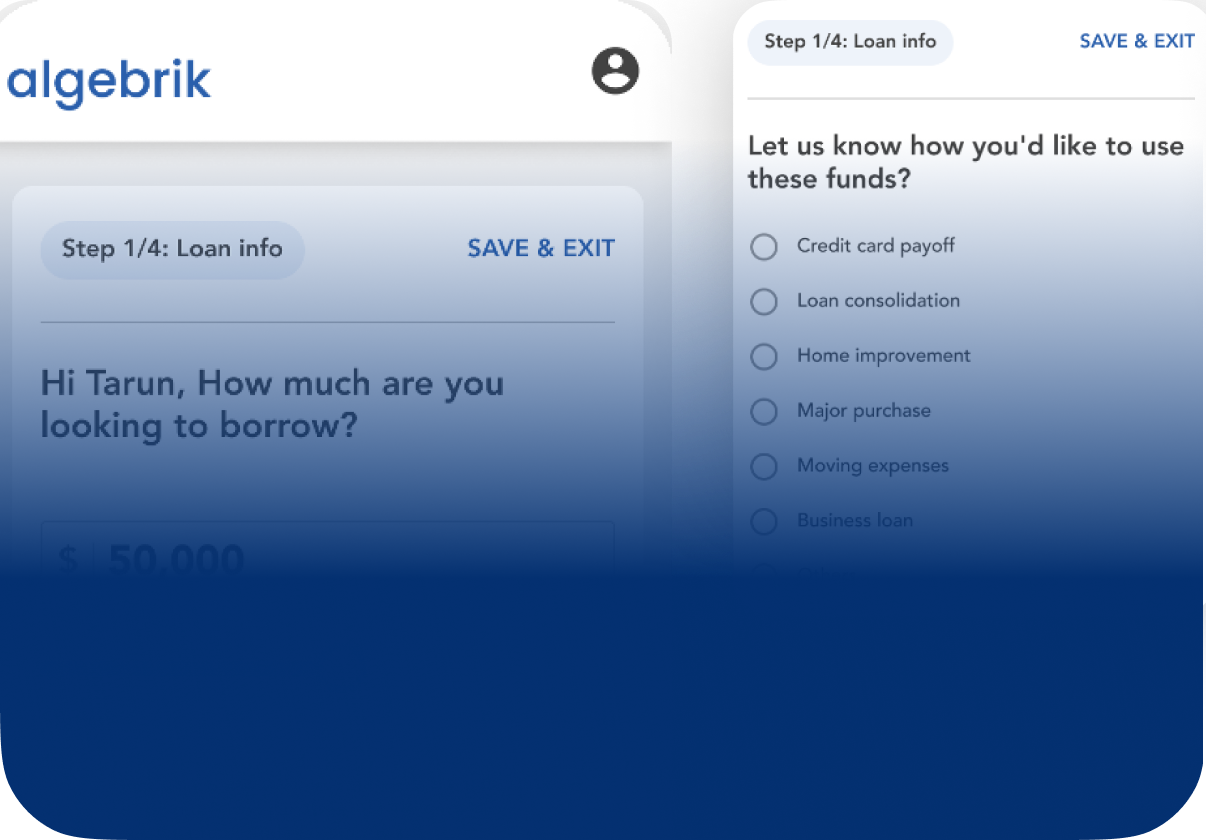 algebrik
Step 1/4: Loan info
SAVE & EXIT
Hi Tarun, How much are you
looking to borrow?
$ 50,000
Step 1/4: Loan info
SAVE & EXIT
Let us know how you'd like to use
these funds?
Credit card payoff
Loan consolidation
Home improvement
Major purchase
Moving expenses
Business loan